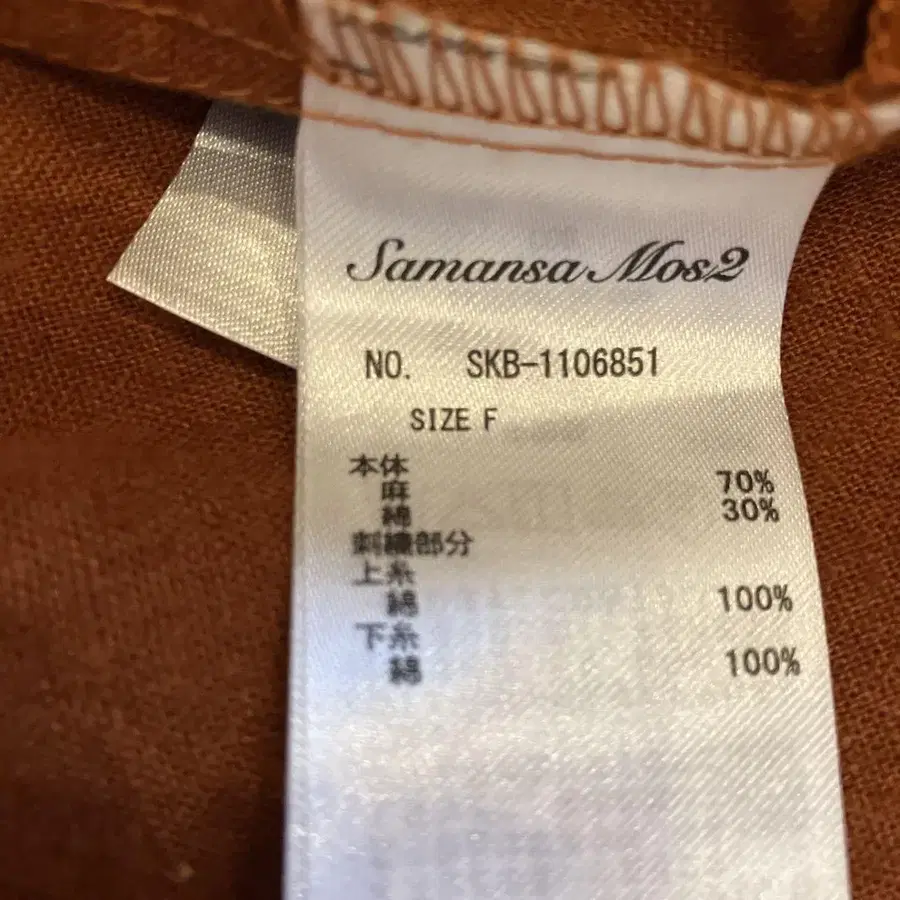 Samansa Mos2
NO. SKB-1106851
SIZE F
本体
麻 70%
綿 30%
刺繍部分
上糸
綿 100%
下糸
綿 100%